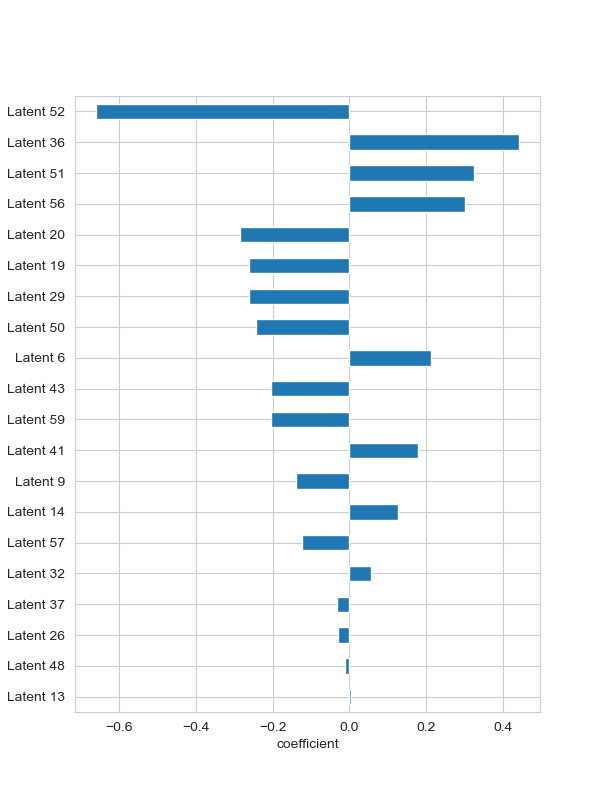 Latent 52
Latent 36
Latent 51
Latent 56
Latent 20
Latent 19
Latent 29
Latent 50
Latent 6
Latent 43
Latent 59
Latent 41
Latent 9
Latent 14
Latent 57
Latent 32
Latent 37
Latent 26
Latent 48
Latent 13
−0.6 −0.4 −0.2 0.0 0.2 0.4
coefficient